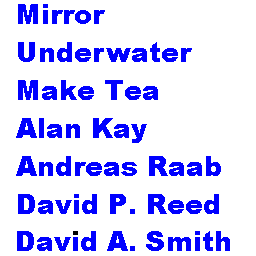 Mirror
Underwater
Make Tea
Alan Kay
Andreas Raab
David P. Reed
David A. Smith